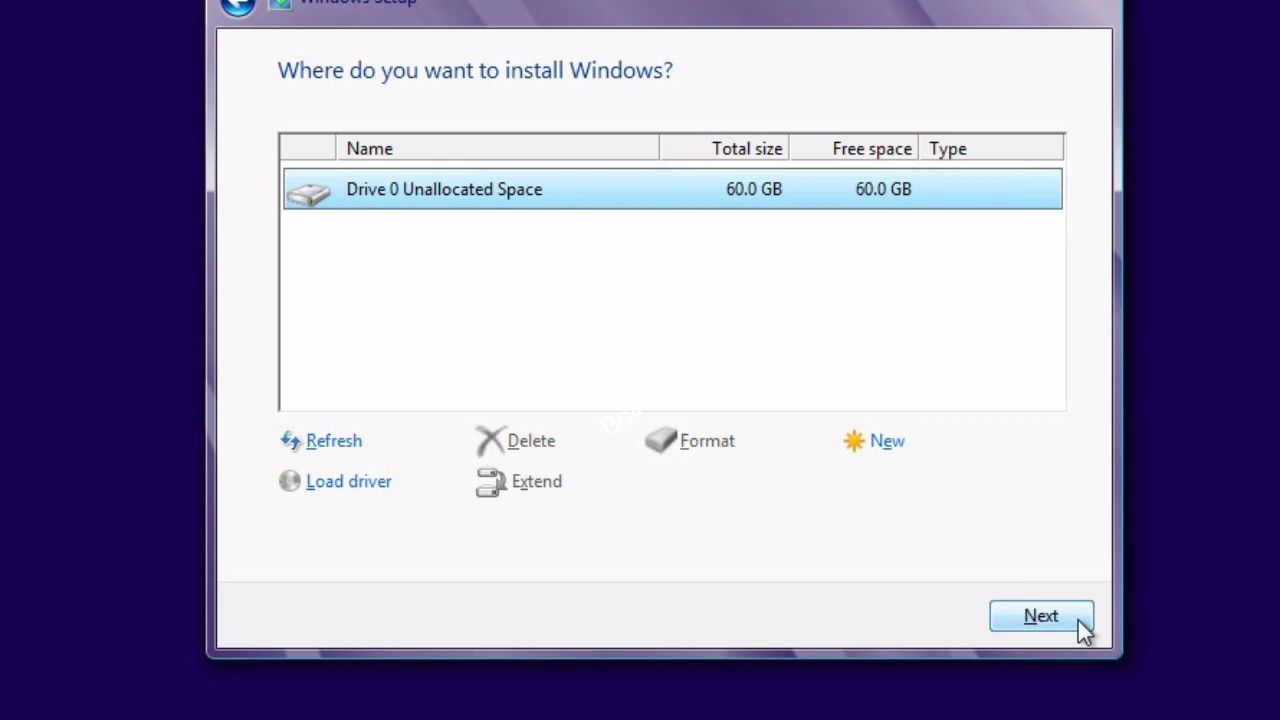 Windows Setup
Where do you want to install Windows?
Name Total size Free space Type
Drive 0 Unallocated Space 60.0 GB 60.0 GB
Refresh Delete Format New
Load driver Extend
Next